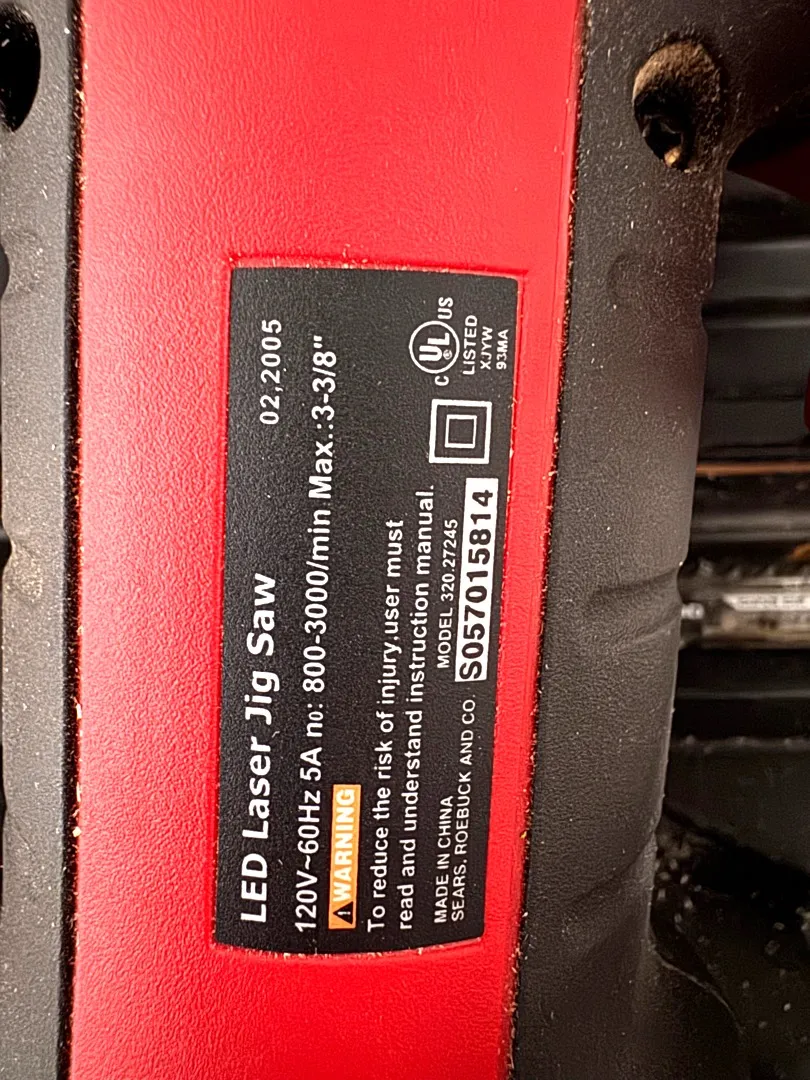 LED Laser Jig Saw
02,2005
120V~60Hz 5A n₀: 800-3000/min Max.:3-3/8"
WARNING
To reduce the risk of injury,user must
read and understand instruction manual.
MADE IN CHINA
SEARS, ROEBUCK AND CO.
MODEL 320.27245
S057015814
C UL US
LISTED
XJYW
93MA